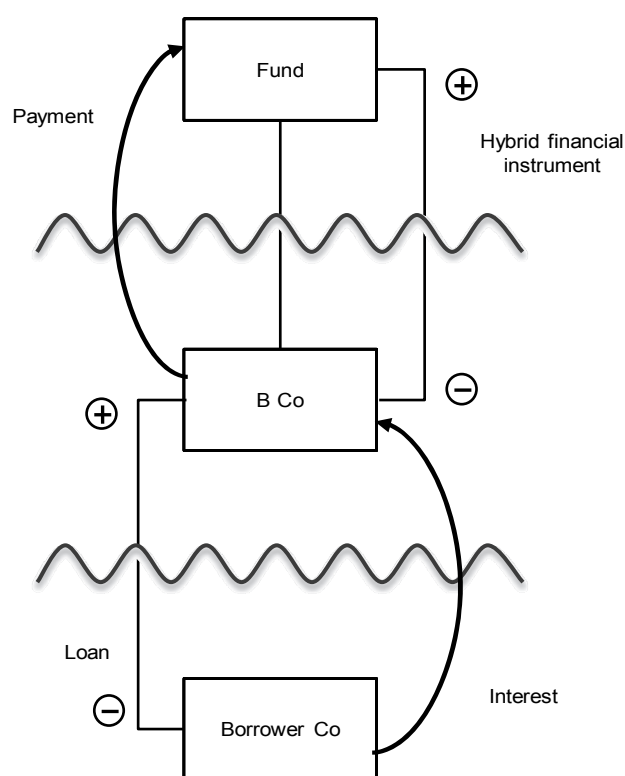 Fund
Payment
+
Hybrid financial
instrument
B Co
−
+
Loan
−
Interest
Borrower Co